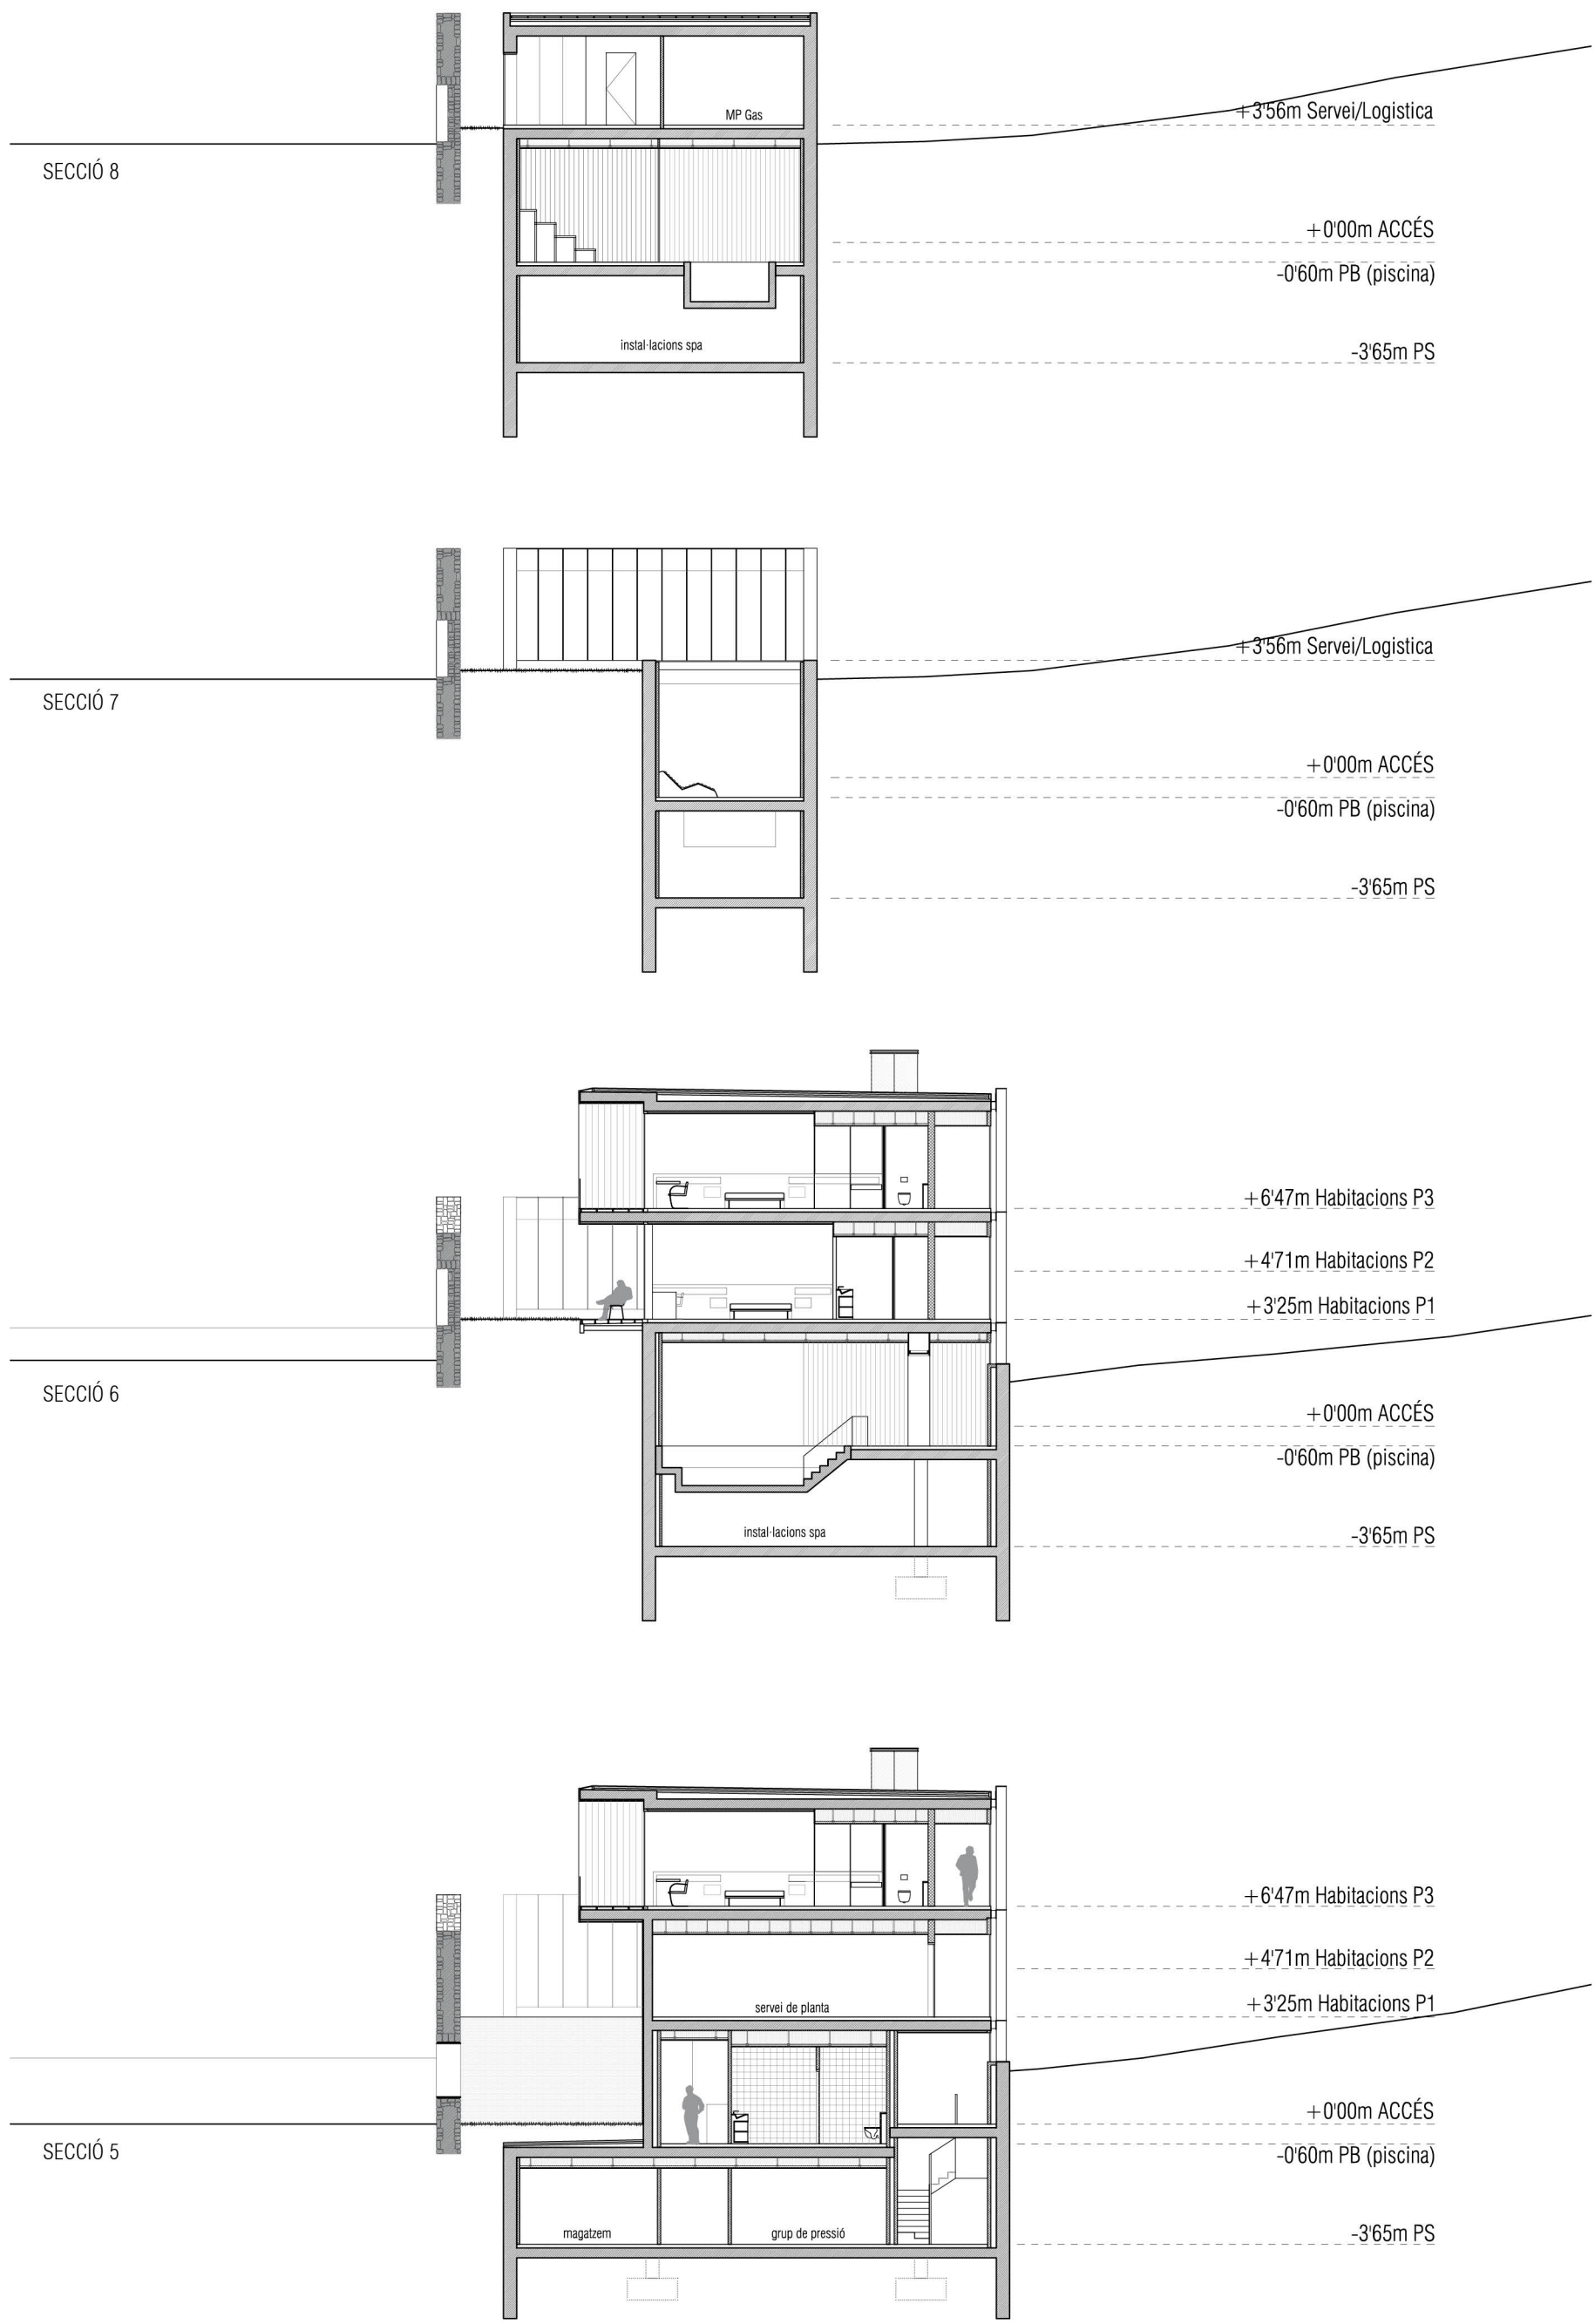 MP Gas
+3'56m Servei/Logistica
SECCIÓ 8
+0'00m ACCÉS
-0'60m PB (piscina)
instal·lacions spa
-3'65m PS
+3'56m Servei/Logistica
SECCIÓ 7
+0'00m ACCÉS
-0'60m PB (piscina)
-3'65m PS
+6'47m Habitacions P3
+4'71m Habitacions P2
+3'25m Habitacions P1
SECCIÓ 6
+0'00m ACCÉS
-0'60m PB (piscina)
instal·lacions spa
-3'65m PS
+6'47m Habitacions P3
+4'71m Habitacions P2
servei de planta
+3'25m Habitacions P1
+0'00m ACCÉS
SECCIÓ 5
-0'60m PB (piscina)
magatzem
grup de pressió
-3'65m PS